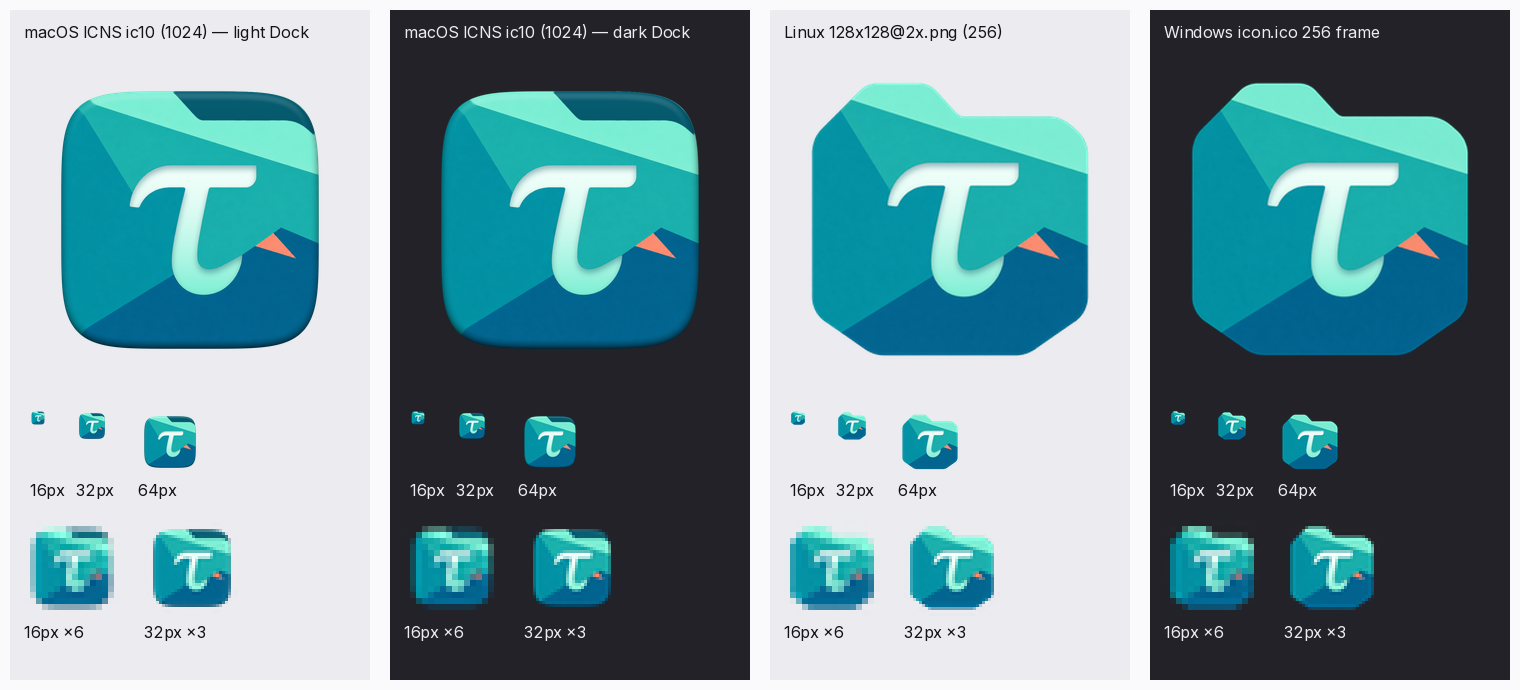 macOS ICNS ic10 (1024) — light Dock
τ
16px 32px 64px
16px ×6 32px ×3
macOS ICNS ic10 (1024) — dark Dock
τ
16px 32px 64px
16px ×6 32px ×3
Linux 128x128@2x.png (256)
τ
16px 32px 64px
16px ×6 32px ×3
Windows icon.ico 256 frame
τ
16px 32px 64px
16px ×6 32px ×3